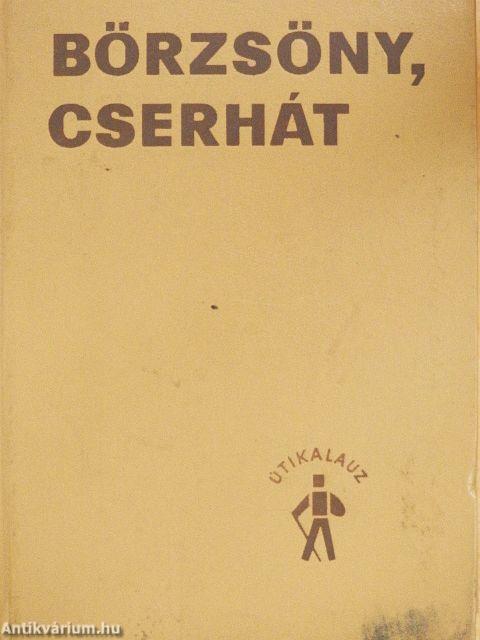 BÖRZSÖNY,
CSERHÁT
ÚTIKALAUZ
Antikvárium.hu